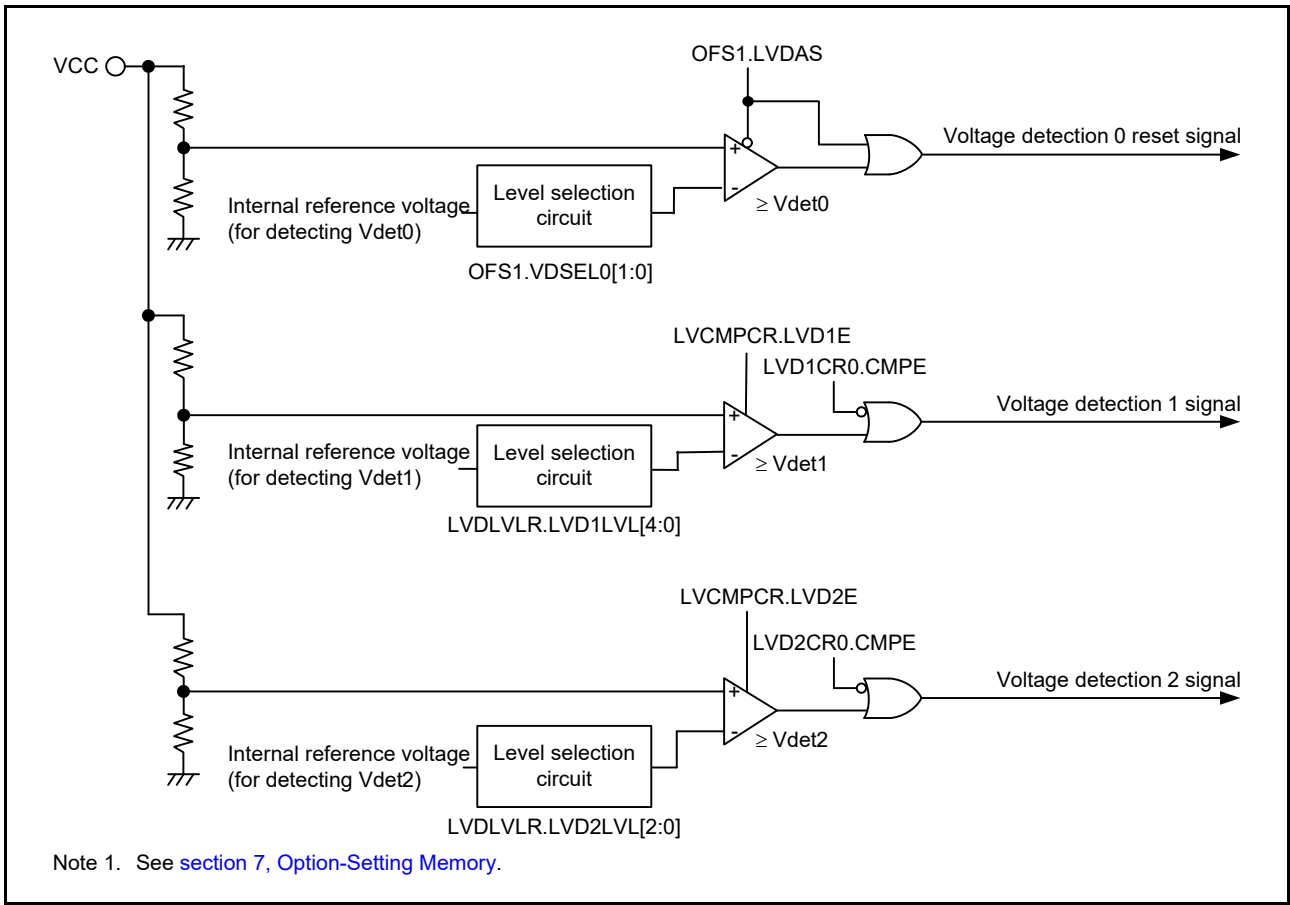 VCC
OFS1.LVDAS
Voltage detection 0 reset signal
+
Level selection
circuit
-
Internal reference voltage
(for detecting Vdet0)
≥ Vdet0
OFS1.VDSEL0[1:0]
LVCMPCR.LVD1E
LVD1CR0.CMPE
Voltage detection 1 signal
+
Internal reference voltage
(for detecting Vdet1)
Level selection
circuit
-
≥ Vdet1
LVDLVLR.LVD1LVL[4:0]
LVCMPCR.LVD2E
LVD2CR0.CMPE
Voltage detection 2 signal
+
-
≥ Vdet2
Internal reference voltage
(for detecting Vdet2)
Level selection
circuit
LVDLVLR.LVD2LVL[2:0]
Note 1. See section 7, Option-Setting Memory.